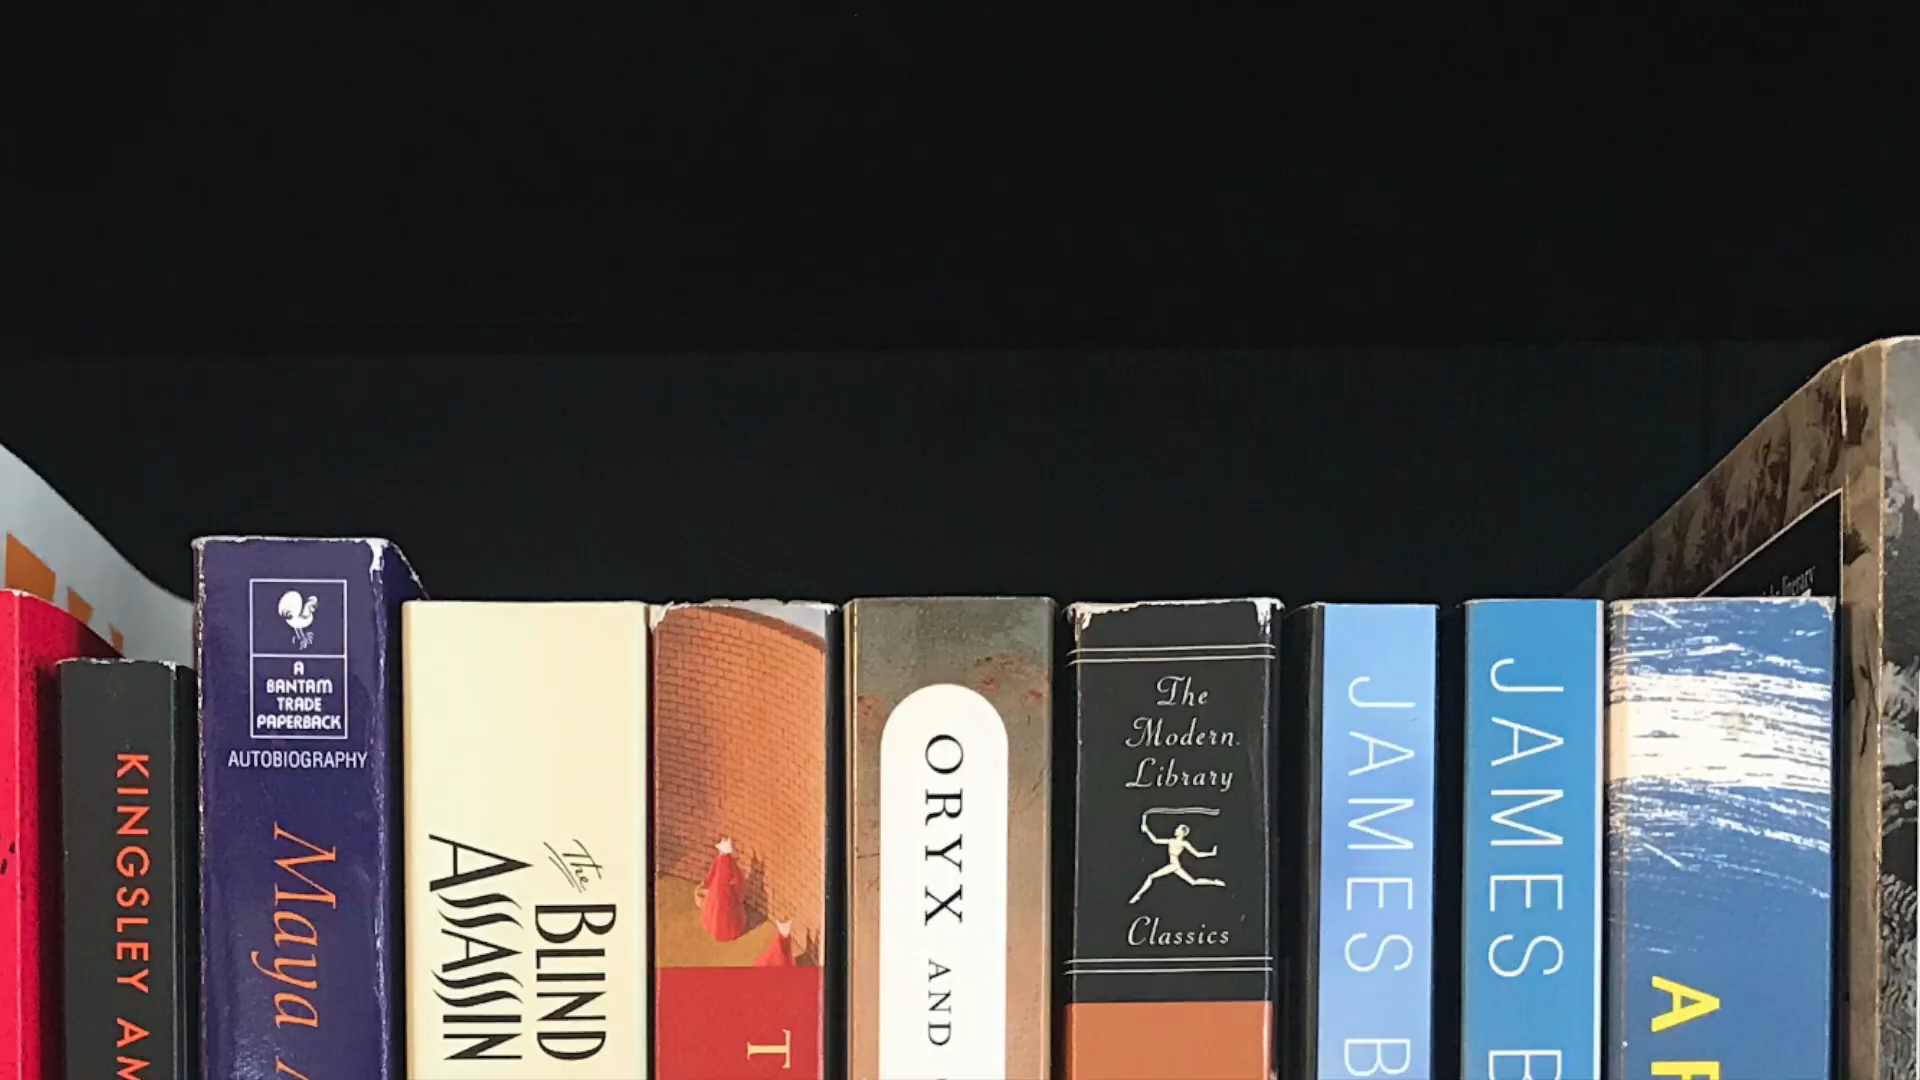 KINGSLEY AM
A
BANTAM
TRADE
PAPERBACK
AUTOBIOGRAPHY
Maya
The BLIND
ASSASSIN
T
ORYX AND
The
Modern
Library
Classics
JAMES B
JAMES B
A